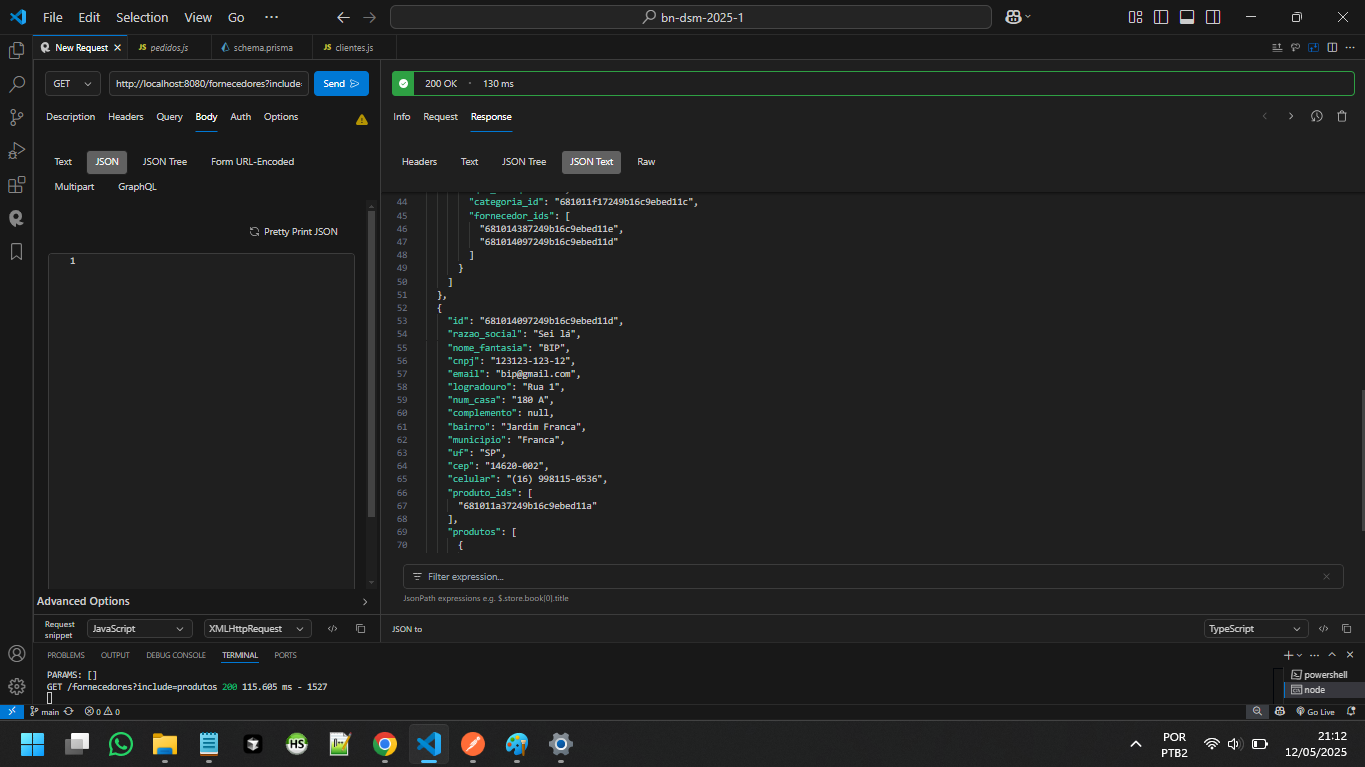 File Edit Selection View Go ··· bn-dsm-2025-1
New Request JS pedidos.js schema.prisma JS clientes.js
GET http://localhost:8080/fornecedores?include= Send
200 OK · 130 ms
Description Headers Query Body Auth Options
Info Request Response
Text JSON JSON Tree Form URL-Encoded
Multipart GraphQL
Headers Text JSON Tree JSON Text Raw
Pretty Print JSON
1
44 "categoria_id": "681011f17249b16c9ebed11c",
45 "fornecedor_ids": [
46 "681014387249b16c9ebed11e",
47 "681014097249b16c9ebed11d"
48 ]
49 }
50 ]
51 },
52 {
53 "id": "681014097249b16c9ebed11d",
54 "razao_social": "Sei lá",
55 "nome_fantasia": "BIP",
56 "cnpj": "123123-123-12",
57 "email": "bip@gmail.com",
58 "logradouro": "Rua 1",
59 "num_casa": "180 A",
60 "complemento": null,
61 "bairro": "Jardim Franca",
62 "municipio": "Franca",
63 "uf": "SP",
64 "cep": "14620-002",
65 "celular": "(16) 998115-0536",
66 "produto_ids": [
67 "681011a37249b16c9ebed11a"
68 ],
69 "produtos": [
70 {
Filter expression...
JsonPath expressions e.g. $.store.book[0].title
Advanced Options
Request snippet JavaScript XMLHttpRequest
JSON to TypeScript
PROBLEMS OUTPUT DEBUG CONSOLE TERMINAL PORTS
PARAMS: []
GET /fornecedores?include=produtos 200 115.605 ms - 1527
powershell
node
main 0 0 Go Live
HS
POR
PTB2
21:12
12/05/2025